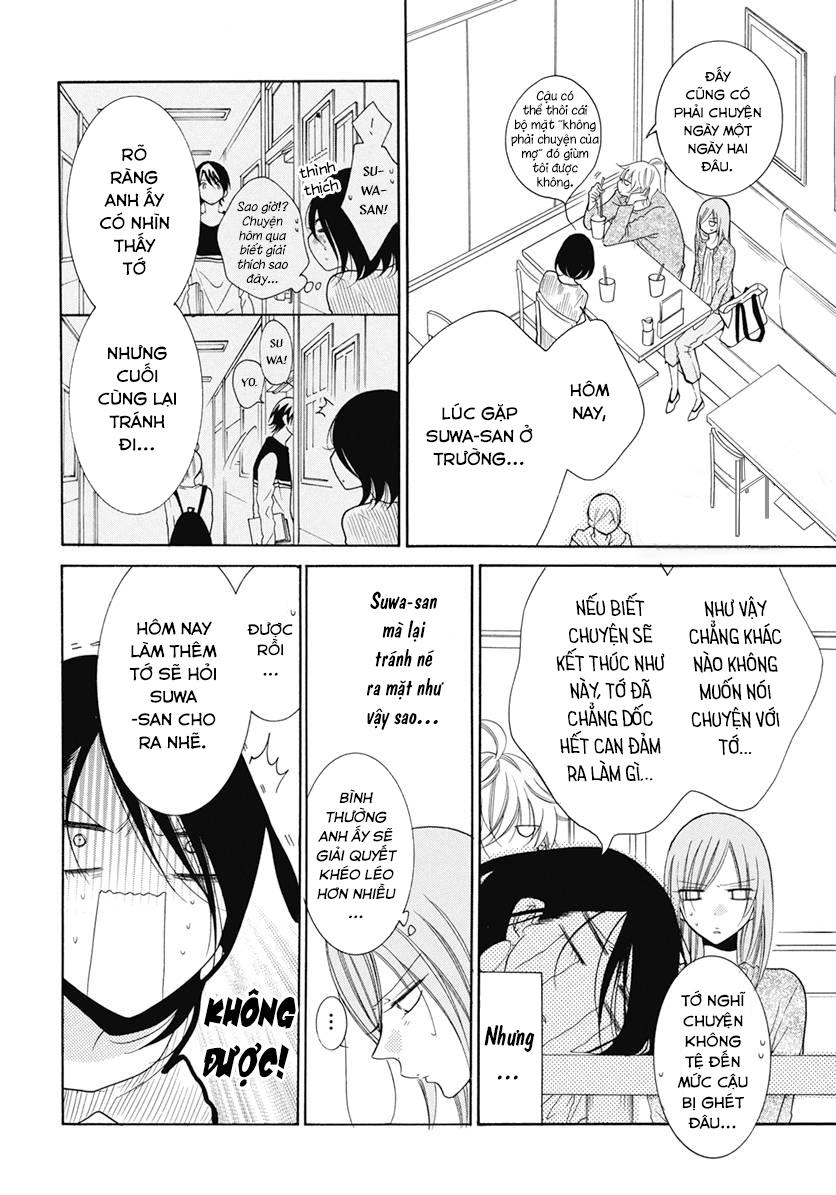 ĐẤY
CŨNG CÓ
PHẢI CHUYỆN
NGÀY MỘT
NGÀY HAI
ĐÂU.
Cậu có
thể thôi cái
bộ mặt "không
phải chuyện của
mợ" đó giùm
tôi được
không.
HÔM
NAY,
LÚC GẶP
SUWA-SAN Ở
TRƯỜNG...
!
SU-
WA-
SAN!
thình
thịch
Sao giờ!?
Chuyện
hôm qua
biết giải
thích sao
đây...
RÕ
RÀNG
ANH ẤY
CÓ NHÌN
THẤY
TỚ
SU
WA!
YO.
NHƯNG
CUỐI
CÙNG LẠI
TRÁNH
ĐI...
NHƯ VẬY
CHẲNG KHÁC
NÀO KHÔNG
MUỐN NÓI
CHUYỆN VỚI
TỚ...
NẾU BIẾT
CHUYỆN SẼ
KẾT THÚC NHƯ
NÀY, TỚ ĐÃ
CHẲNG DỐC
HẾT CAN ĐẢM
RA LÀM GÌ...
TỚ NGHĨ
CHUYỆN
KHÔNG
TỆ ĐẾN
MỨC CẬU
BỊ GHÉT
ĐÂU...
Nhưng
...
Suwa-san
mà lại
tránh né
ra mặt như
vậy sao...
BÌNH
THƯỜNG
ANH ẤY SẼ
GIẢI QUYẾT
KHÉO LÉO
HƠN NHIỀU
...
...
ĐƯỢC
RỒI
...
HÔM NAY
LÀM THÊM
TỚ SẼ HỎI
SUWA
-SAN CHO
RA NHẼ.
KHÔNG
ĐƯỢC!